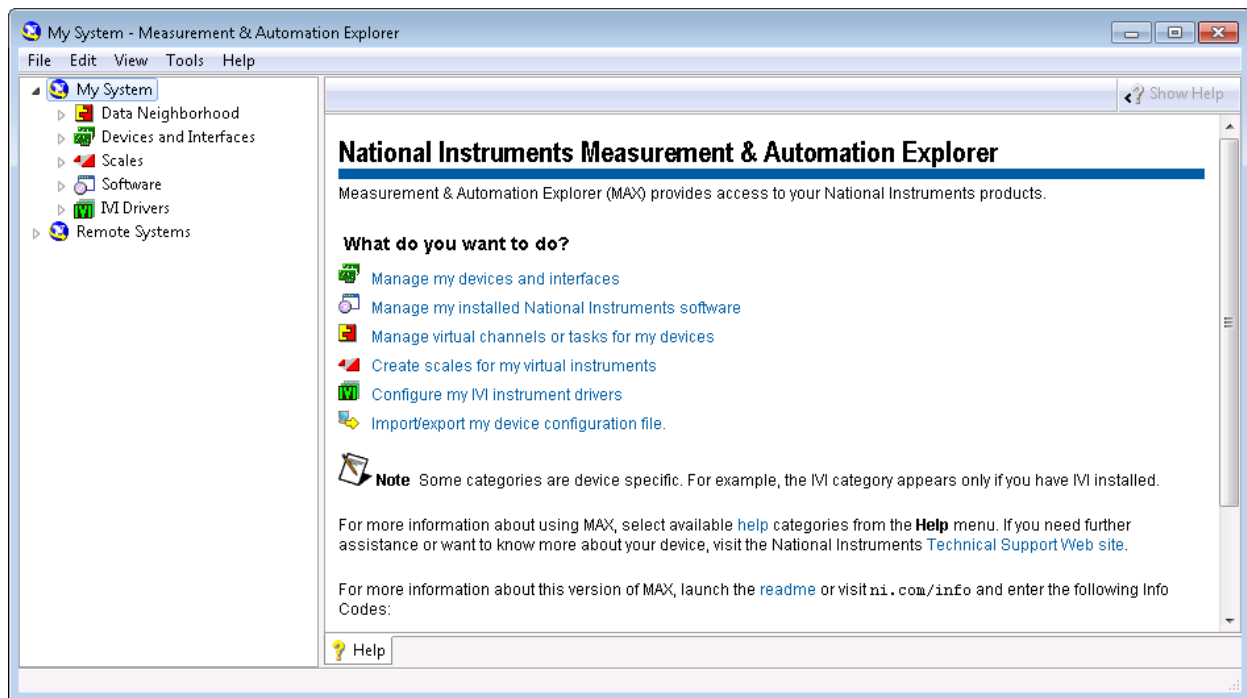 My System - Measurement & Automation Explorer
File Edit View Tools Help
My System
Data Neighborhood
Devices and Interfaces
Scales
Software
IVI Drivers
Remote Systems
Show Help
National Instruments Measurement & Automation Explorer
Measurement & Automation Explorer (MAX) provides access to your National Instruments products.
What do you want to do?
Manage my devices and interfaces
Manage my installed National Instruments software
Manage virtual channels or tasks for my devices
Create scales for my virtual instruments
Configure my IVI instrument drivers
Import/export my device configuration file.
Note Some categories are device specific. For example, the IVI category appears only if you have IVI installed.
For more information about using MAX, select available help categories from the Help menu. If you need further
assistance or want to know more about your device, visit the National Instruments Technical Support Web site.
For more information about this version of MAX, launch the readme or visit ni.com/info and enter the following Info
Codes:
Help